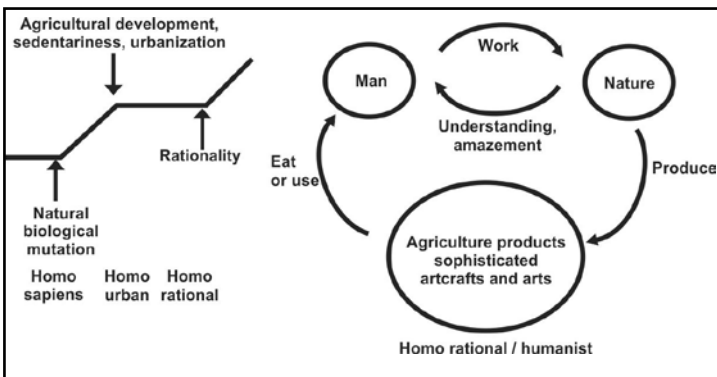 Agricultural development,
sedentariness, urbanization
Rationality
Natural
biological
mutation
Homo
sapiens
Homo
urban
Homo
rational
Work
Man
Nature
Understanding,
amazement
Eat
or use
Produce
Agriculture products
sophisticated
artcrafts and arts
Homo rational / humanist